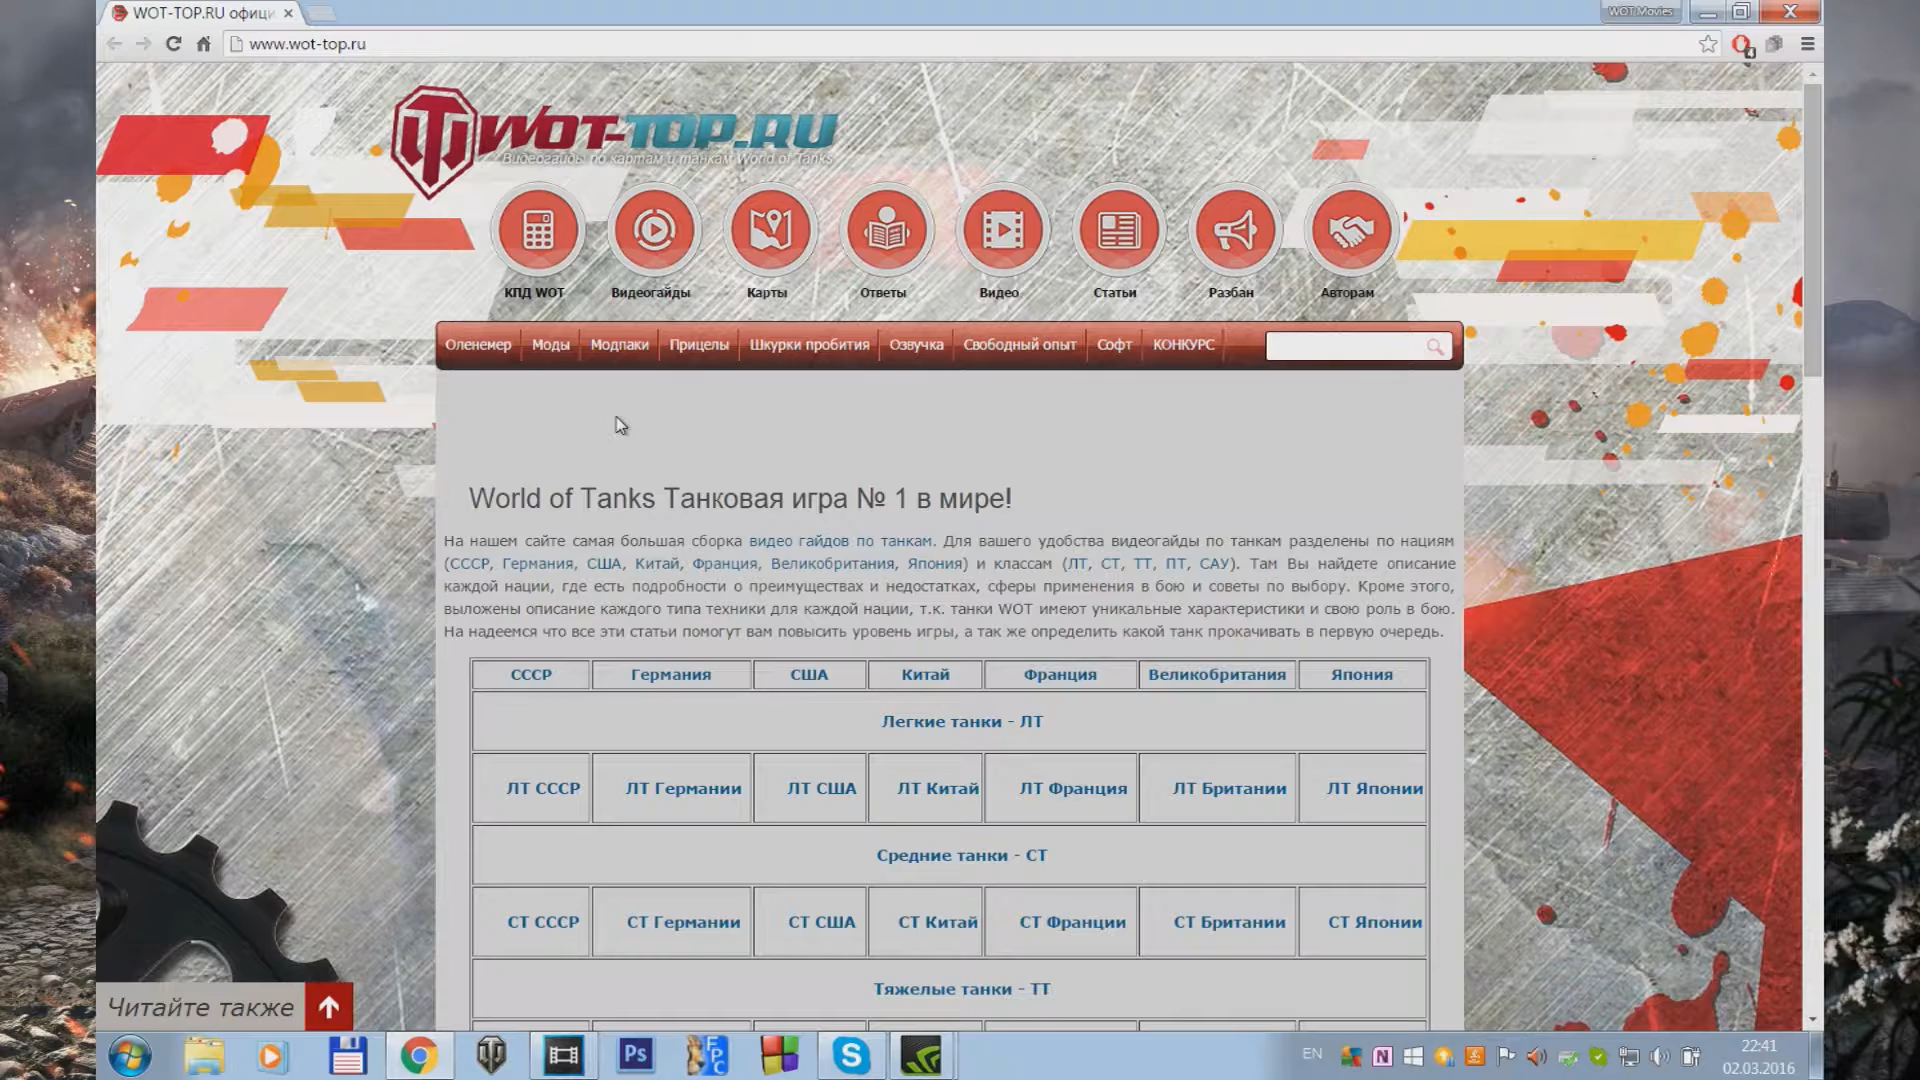 WOT-TOP.RU офици
WOT Movies
www.wot-top.ru
WOT-TOP.RU
Видеогайды по картам и танкам World of Tanks
КПД WOT Видеогайды Карты Ответы Видео Статьи Разбан Авторам
Оленемер Моды Модпаки Прицелы Шкурки пробития Озвучка Свободный опыт Софт КОНКУРС
World of Tanks Танковая игра № 1 в мире!
На нашем сайте самая большая сборка видео гайдов по танкам. Для вашего удобства видеогайды по танкам разделены по нациям
(СССР, Германия, США, Китай, Франция, Великобритания, Япония) и классам (ЛТ, СТ, ТТ, ПТ, САУ). Там Вы найдете описание
каждой нации, где есть подробности о преимуществах и недостатках, сферы применения в бою и советы по выбору. Кроме этого,
выложены описание каждого типа техники для каждой нации, т.к. танки WOT имеют уникальные характеристики и свою роль в бою.
На надеемся что все эти статьи помогут вам повысить уровень игры, а так же определить какой танк прокачивать в первую очередь.
СССР Германия США Китай Франция Великобритания Япония
Легкие танки - ЛТ
ЛТ СССР ЛТ Германии ЛТ США ЛТ Китай ЛТ Франция ЛТ Британии ЛТ Японии
Средние танки - СТ
СТ СССР СТ Германии СТ США СТ Китай СТ Франции СТ Британии СТ Японии
Тяжелые танки - ТТ
Читайте также
Ps
FPC
EN
22:41
02.03.2016